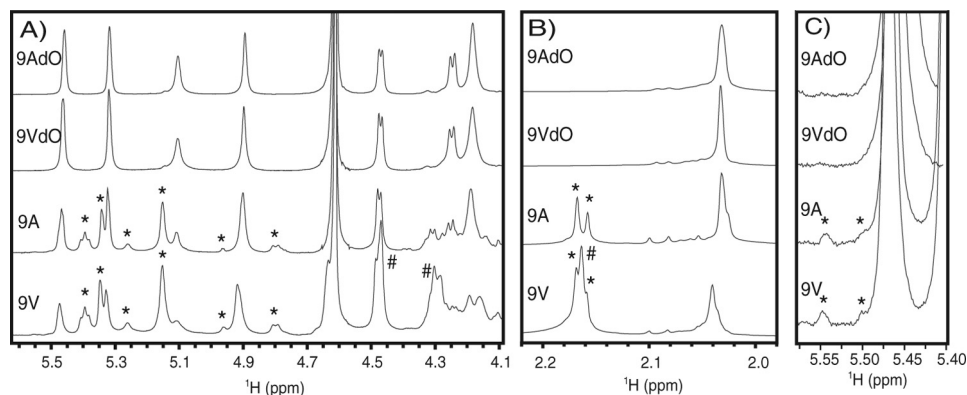 A)
9AdO
9VdO
9A
* * * * * * *
9V
* * * * * * * # #
5.5 5.3 5.1 4.9 4.7 4.5 4.3 4.1
¹H (ppm)
B)
9AdO
9VdO
9A
* *
9V
* # *
2.2 2.1 2.0
¹H (ppm)
C)
9AdO
9VdO
9A
* *
9V
* *
5.55 5.50 5.45 5.40
¹H (ppm)